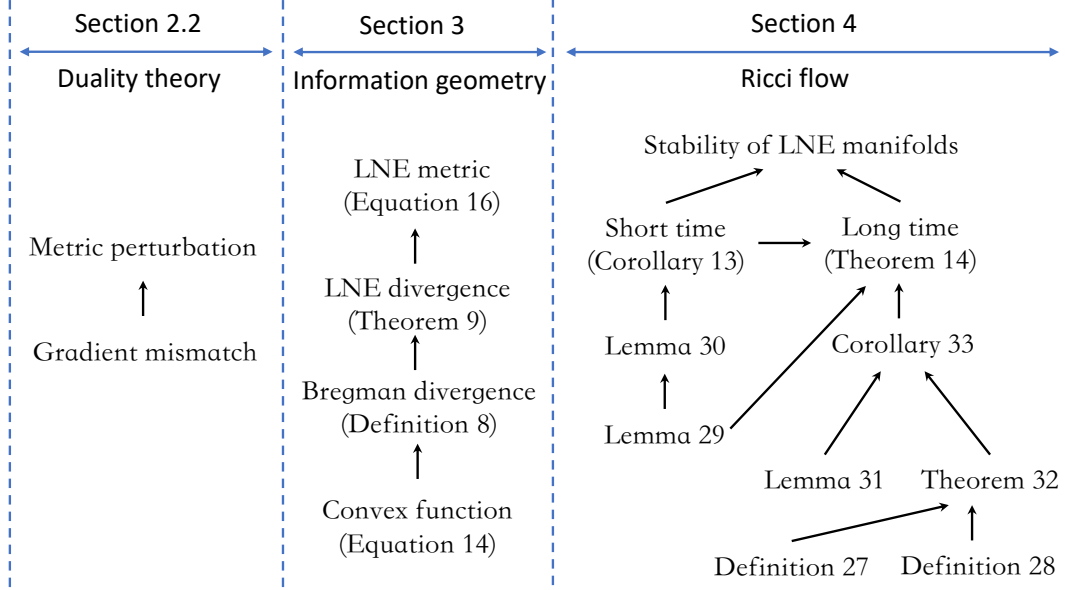 Section 2.2
Duality theory
Metric perturbation
Gradient mismatch
Section 3
Information geometry
LNE metric
(Equation 16)
LNE divergence
(Theorem 9)
Bregman divergence
(Definition 8)
Convex function
(Equation 14)
Section 4
Ricci flow
Stability of LNE manifolds
Short time
(Corollary 13)
Long time
(Theorem 14)
Lemma 30
Corollary 33
Lemma 29
Lemma 31
Theorem 32
Definition 27
Definition 28